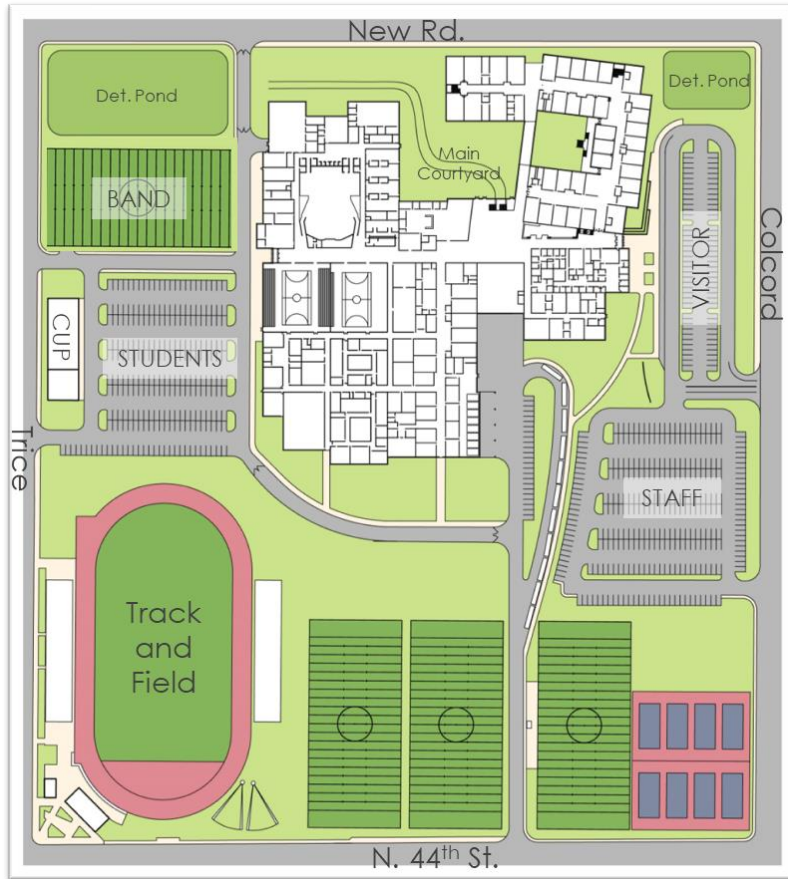 New Rd.
Det. Pond
Det. Pond
Main
Courtyard
BAND
VISITOR
Colcord
CUP
STUDENTS
Trice
STAFF
Track
and
Field
N. 44th St.